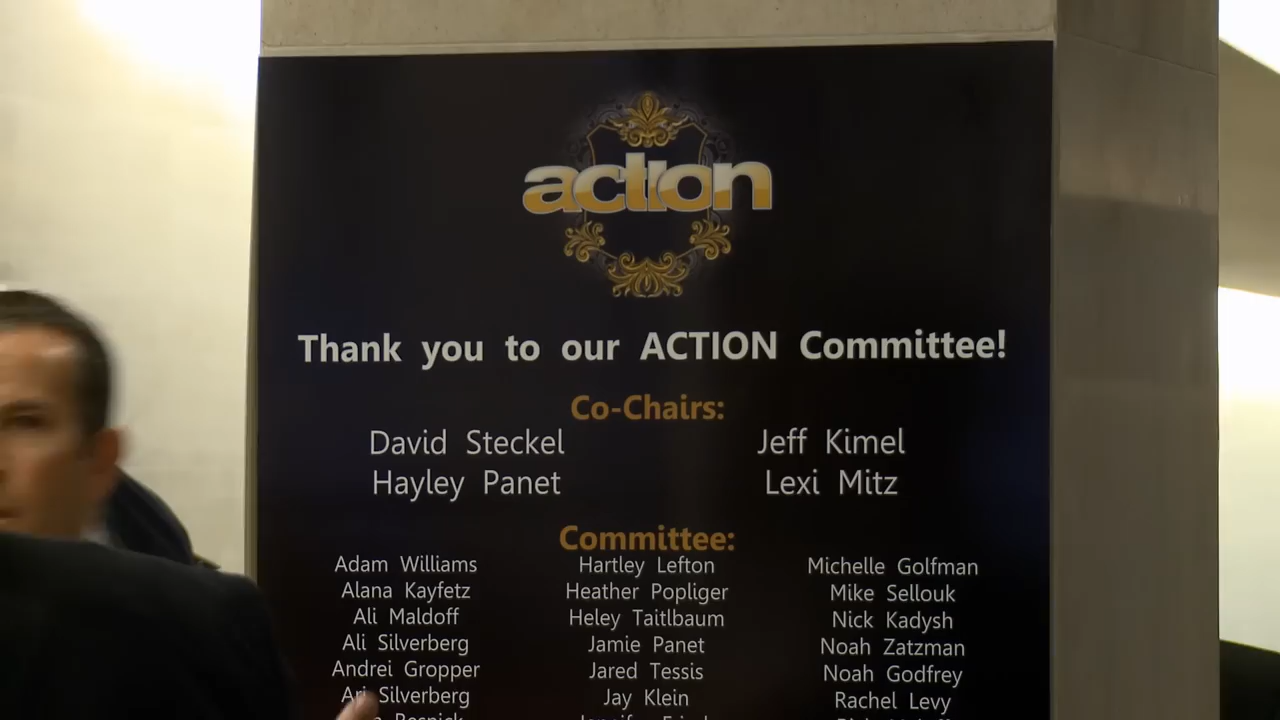 action
Thank you to our ACTION Committee!
Co-Chairs:
David Steckel Jeff Kimel
Hayley Panet Lexi Mitz
Committee:
Adam Williams Hartley Lefton Michelle Golfman
Alana Kayfetz Heather Popliger Mike Sellouk
Ali Maldoff Heley Taitlbaum Nick Kadysh
Ali Silverberg Jamie Panet Noah Zatzman
Andrei Gropper Jared Tessis Noah Godfrey
Ari Silverberg Jay Klein Rachel Levy